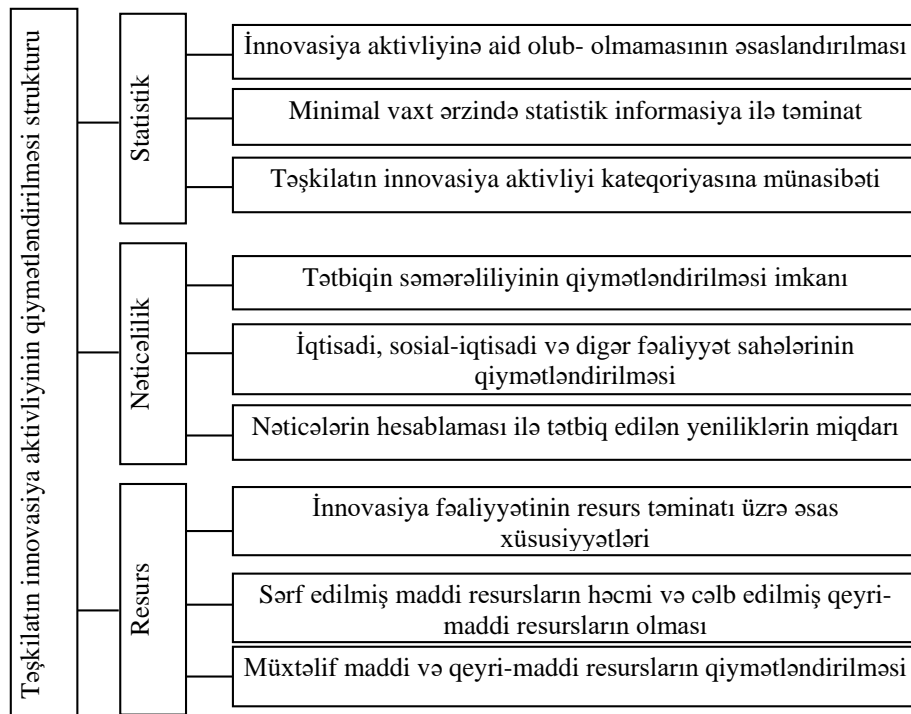 Təşkilatın innovasiya aktivliyinin qiymətləndirilməsi strukturu
Statistik
İnnovasiya aktivliyinə aid olub- olmamasının əsaslandırılması
Minimal vaxt ərzində statistik informasiya ilə təminat
Təşkilatın innovasiya aktivliyi kateqoriyasına münasibəti
Nəticəlilik
Tətbiqin səmərəliliyinin qiymətləndirilməsi imkanı
İqtisadi, sosial-iqtisadi və digər fəaliyyət sahələrinin
qiymətləndirilməsi
Nəticələrin hesablaması ilə tətbiq edilən yeniliklərin miqdarı
Resurs
İnnovasiya fəaliyyətinin resurs təminatı üzrə əsas
xüsusiyyətləri
Sərf edilmiş maddi resursların həcmi və cəlb edilmiş qeyri-
maddi resursların olması
Müxtəlif maddi və qeyri-maddi resursların qiymətləndirilməsi